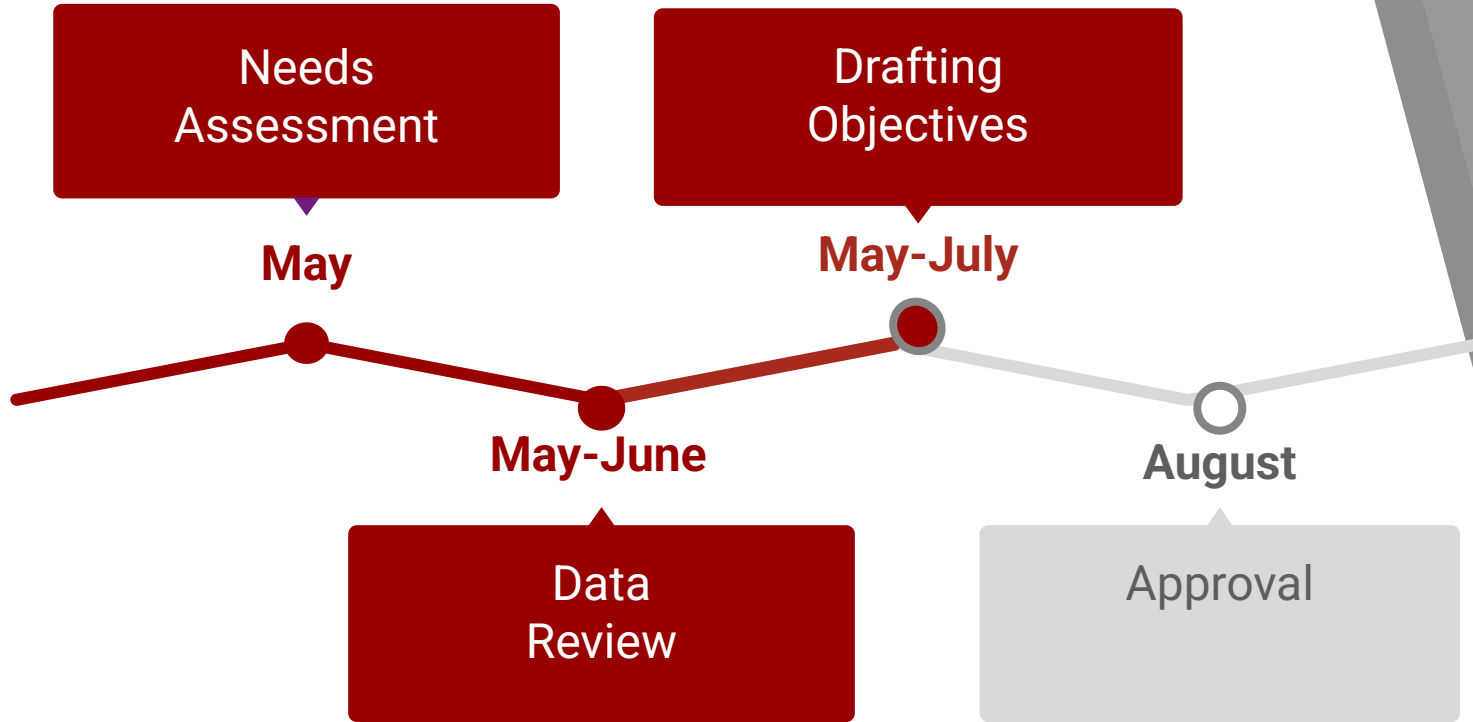 Needs
Assessment
May
Drafting
Objectives
May-July
May-June
Data
Review
August
Approval